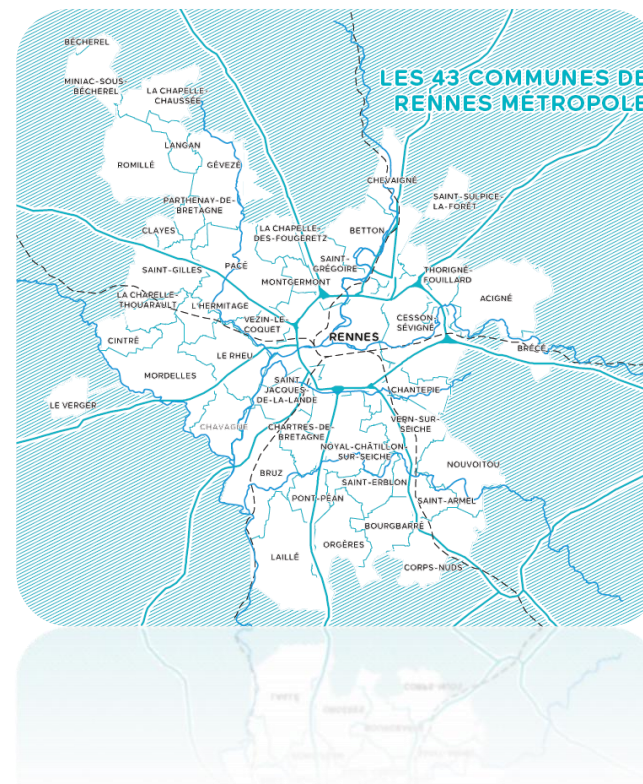 BÉCHEREL
LES 43 COMMUNES DE
RENNES MÉTROPOLE
MINIAC-SOUS-
BÉCHEREL
LA CHAPELLE-
CHAUSSÉE
LANGAN
ROMILLÉ
GÉVEZÉ
CHEVAIGNÉ
SAINT-SULPICE-
LA-FORÊT
PARTHENAY-DE-
BRETAGNE
CLAYES
LA CHAPELLE-
DES-FOUGERETZ
BETTON
SAINT-GILLES
PACÉ
SAINT-
GRÉGOIRE
MONTGERMONT
THORIGNÉ-
FOUILLARD
ACIGNÉ
LA CHAPELLE-
THOUARAULT
L'HERMITAGE
VEZIN-LE-
COQUET
CESSON-
SÉVIGNÉ
CINTRÉ
RENNES
BRÉCÉ
LE RHEU
MORDELLES
SAINT-
JACQUES-
DE-LA-LANDE
CHANTEPIE
LE VERGER
CHAVAGNE
CHARTRES-DE-
BRETAGNE
VERN-SUR-
SEICHE
NOYAL-CHÂTILLON-
SUR-SEICHE
NOUVOITOU
BRUZ
SAINT-ERBLON
PONT-PÉAN
SAINT-ARMEL
BOURGBARRÉ
ORGÈRES
LAILLÉ
CORPS-NUDS